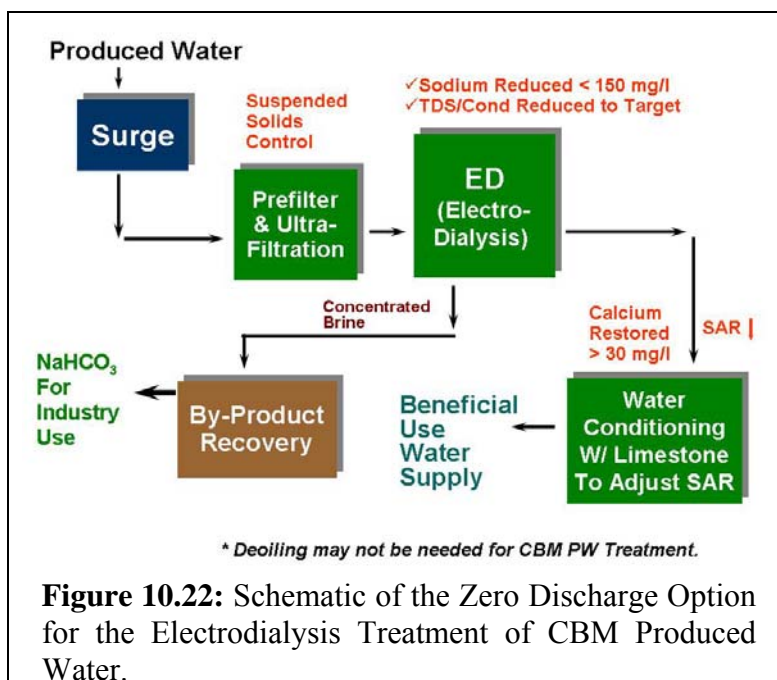 Produced Water
Surge
Suspended
Solids
Control
Prefilter
& Ultra-
Filtration
✓Sodium Reduced < 150 mg/l
✓TDS/Cond Reduced to Target
ED
(Electro-
Dialysis)
Concentrated
Brine
Calcium
Restored
> 30 mg/l
SAR
NaHCO₃
For
Industry
Use
By-Product
Recovery
Beneficial
Use
Water
Supply
Water
Conditioning
W/ Limestone
To Adjust SAR
* Deoiling may not be needed for CBM PW Treatment.
Figure 10.22: Schematic of the Zero Discharge Option
for the Electrodialysis Treatment of CBM Produced
Water.